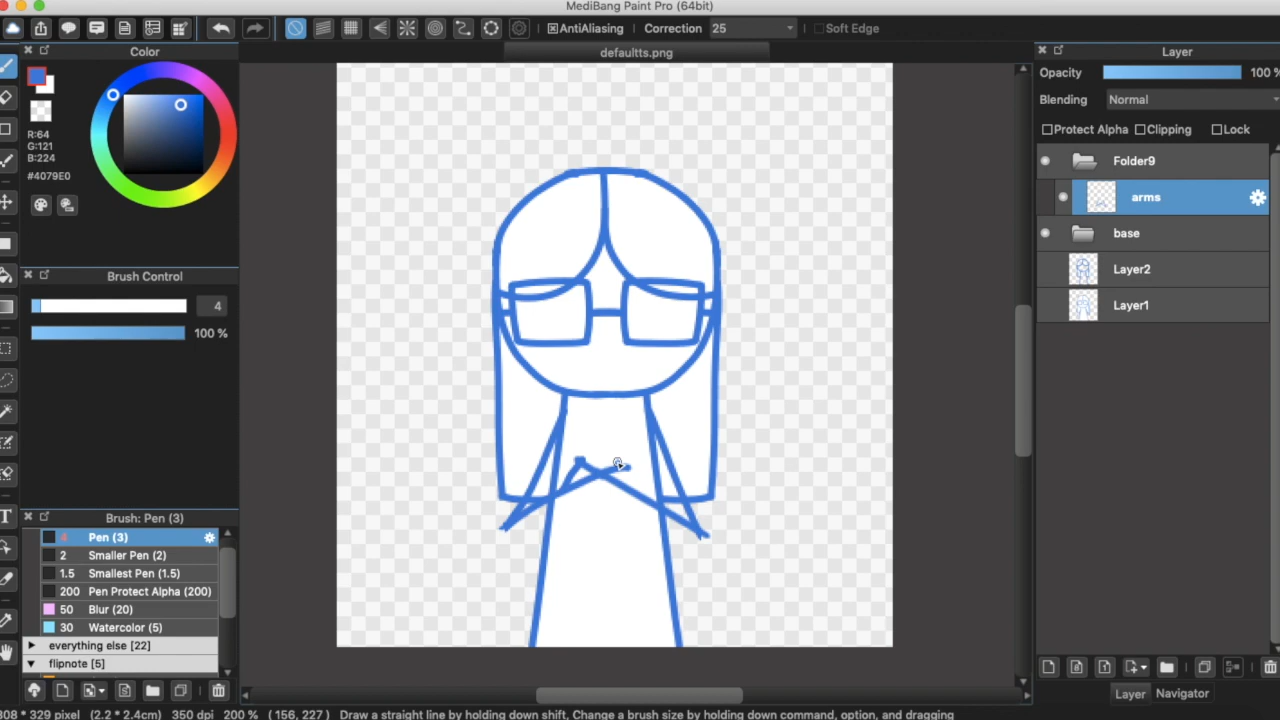 MediBang Paint Pro (64bit)
AntiAliasing
Correction 25
Soft Edge
Color
defaultts.png
Layer
Opacity 100 %
Blending Normal
Protect Alpha Clipping Lock
R:64
G:121
B:224
#4079E0
Folder9
arms
base
Layer2
Layer1
Brush Control
4
100 %
Brush: Pen (3)
4 Pen (3)
2 Smaller Pen (2)
1.5 Smallest Pen (1.5)
200 Pen Protect Alpha (200)
50 Blur (20)
30 Watercolor (5)
everything else [22]
flipnote [5]
T
Layer Navigator
308 * 329 pixel (2.2 * 2.4cm) 350 dpi 200 % ( 156, 227 ) Draw a straight line by holding down shift, Change a brush size by holding down command, option, and dragging